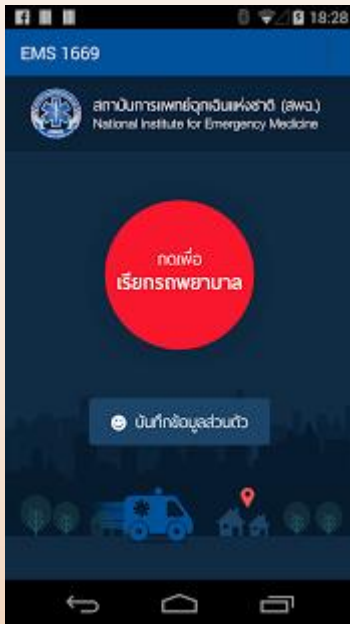 18:28
EMS 1669
สถาบันการแพทย์ฉุกเฉินแห่งชาติ (สพฉ.)
National Institute for Emergency Medicine
กดเพื่อ
เรียกรถพยาบาล
บันทึกข้อมูลส่วนตัว